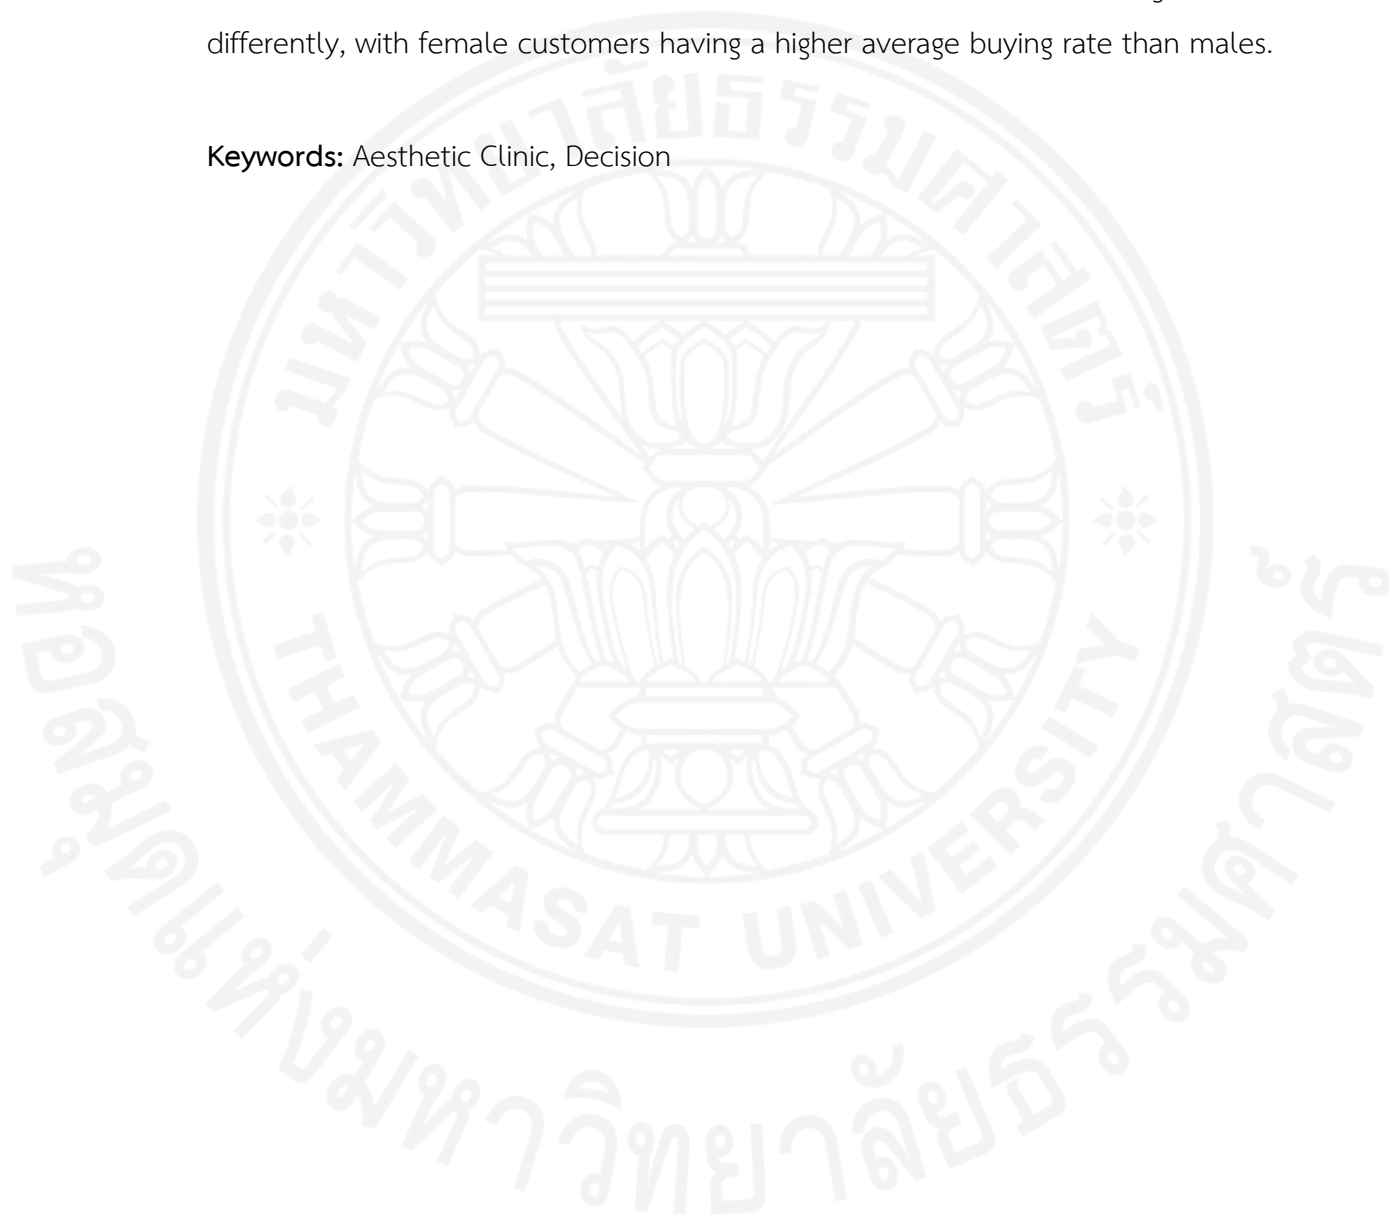 differently, with female customers having a higher average buying rate than males.
Keywords: Aesthetic Clinic, Decision
มหาวิทยาลัยธรรมศาสตร์
THAMMASAT UNIVERSITY
หอสมุดแห่งมหาวิทยาลัยธรรมศาสตร์